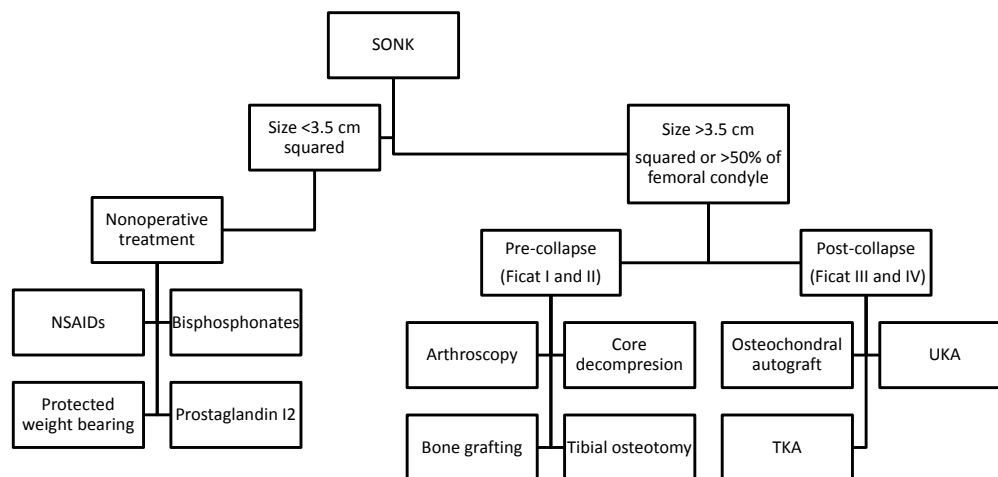 SONK
Size <3.5 cm
squared
Size >3.5 cm
squared or >50% of
femoral condyle
Nonoperative
treatment
Pre-collapse
(Ficat I and II)
Post-collapse
(Ficat III and IV)
NSAIDs
Bisphosphonates
Arthroscopy
Core
decompresion
Osteochondral
autograft
UKA
Protected
weight bearing
Prostaglandin I2
Bone grafting
Tibial osteotomy
TKA